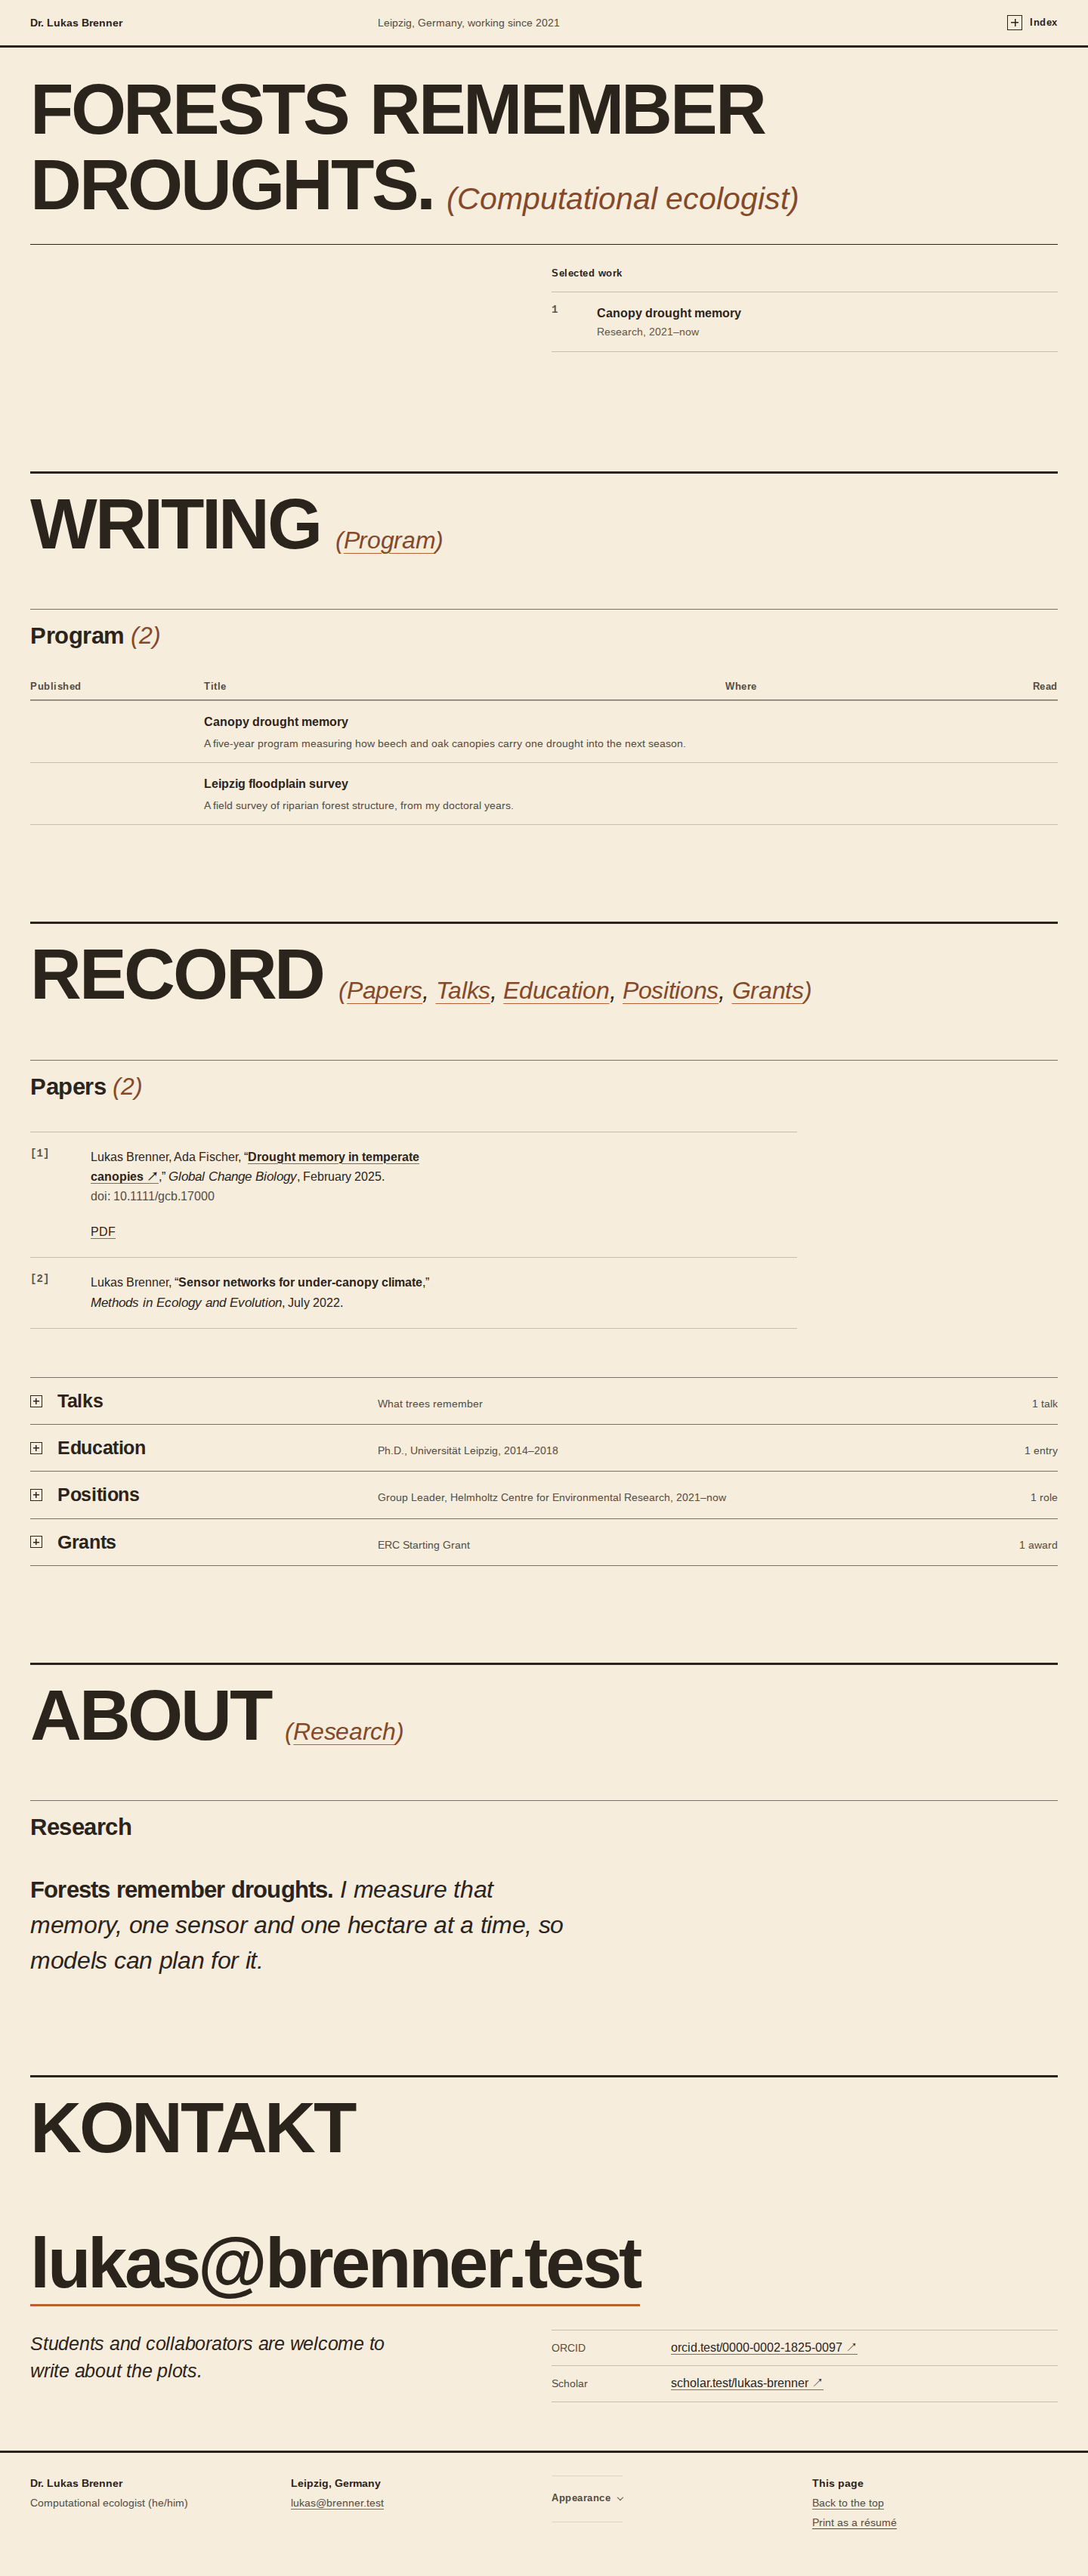 Dr. Lukas Brenner
Leipzig, Germany, working since 2021
Index
FORESTS REMEMBER
DROUGHTS. (Computational ecologist)
Selected work
1 Canopy drought memory
Research, 2021–now
WRITING (Program)
Program (2)
Published Title Where Read
Canopy drought memory
A five-year program measuring how beech and oak canopies carry one drought into the next season.
Leipzig floodplain survey
A field survey of riparian forest structure, from my doctoral years.
RECORD (Papers, Talks, Education, Positions, Grants)
Papers (2)
[1] Lukas Brenner, Ada Fischer, “Drought memory in temperate
canopies ↗,” Global Change Biology, February 2025.
doi: 10.1111/gcb.17000
PDF
[2] Lukas Brenner, “Sensor networks for under-canopy climate,”
Methods in Ecology and Evolution, July 2022.
Talks What trees remember 1 talk
Education Ph.D., Universität Leipzig, 2014–2018 1 entry
Positions Group Leader, Helmholtz Centre for Environmental Research, 2021–now 1 role
Grants ERC Starting Grant 1 award
ABOUT (Research)
Research
Forests remember droughts. I measure that
memory, one sensor and one hectare at a time, so
models can plan for it.
KONTAKT
lukas@brenner.test
Students and collaborators are welcome to
write about the plots.
ORCID orcid.test/0000-0002-1825-0097 ↗
Scholar scholar.test/lukas-brenner ↗
Dr. Lukas Brenner
Computational ecologist (he/him)
Leipzig, Germany
lukas@brenner.test
Appearance
This page
Back to the top
Print as a résumé